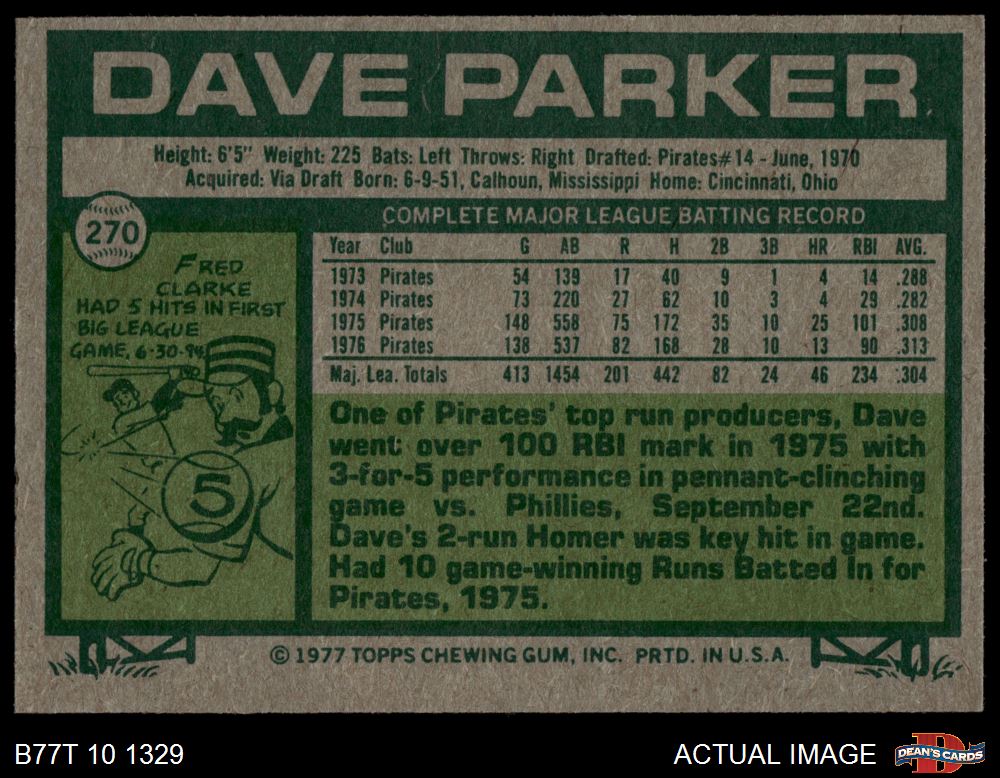 DAVE PARKER
Height: 6'5" Weight: 225 Bats: Left Throws: Right Drafted: Pirates#14 - June, 1970
Acquired: Via Draft Born: 6-9-51, Calhoun, Mississippi Home: Cincinnati, Ohio
270
FRED
CLARKE
HAD 5 HITS IN FIRST
BIG LEAGUE
GAME, 6-30-94
5
COMPLETE MAJOR LEAGUE BATTING RECORD
Year Club G AB R H 2B 3B HR RBI AVG.
1973 Pirates 54 139 17 40 9 1 4 14 .288
1974 Pirates 73 220 27 62 10 3 4 29 .282
1975 Pirates 148 558 75 172 35 10 25 101 .308
1976 Pirates 138 537 82 168 28 10 13 90 .313
Maj. Lea. Totals 413 1454 201 442 82 24 46 234 .304
One of Pirates' top run producers, Dave
went over 100 RBI mark in 1975 with
3-for-5 performance in pennant-clinching
game vs. Phillies, September 22nd.
Dave's 2-run Homer was key hit in game.
Had 10 game-winning Runs Batted In for
Pirates, 1975.
© 1977 TOPPS CHEWING GUM, INC. PRTD. IN U.S.A.
B77T 10 1329
ACTUAL IMAGE
DEAN'S CARDS